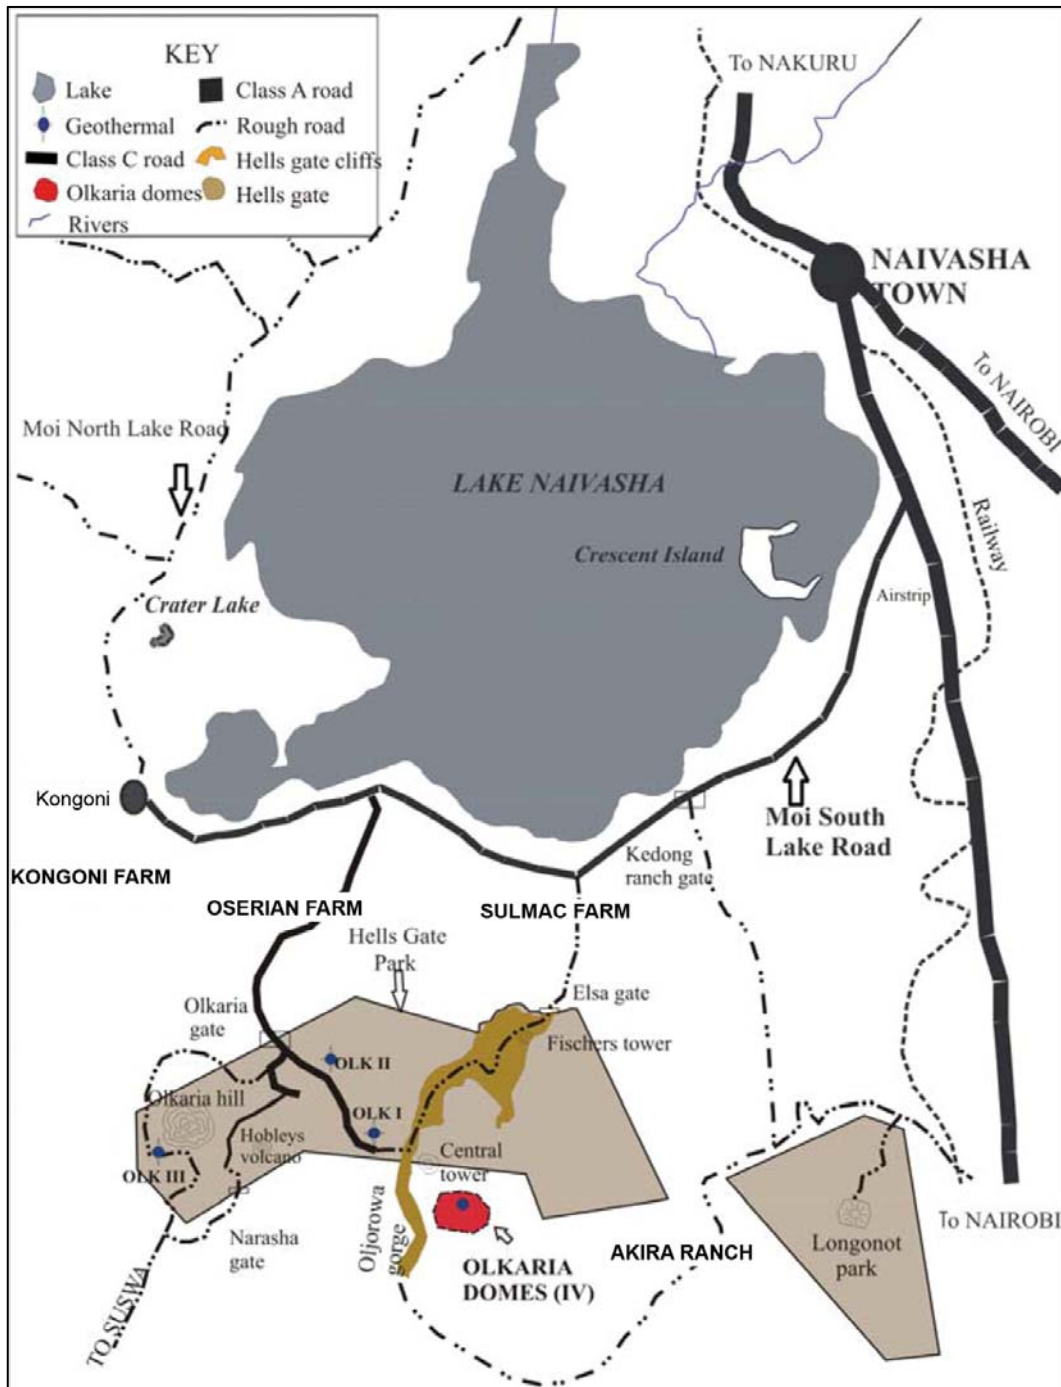 KEY
Lake
Class A road
Geothermal
Rough road
Class C road
Hells gate cliffs
Olkaria domes
Hells gate
Rivers
To NAKURU
NAIVASHA
TOWN
To NAIROBI
Moi North Lake Road
LAKE NAIVASHA
Crescent Island
Railway
Airstrip
Crater Lake
Kongoni
Moi South
Lake Road
Kedong
ranch gate
KONGONI FARM
OSERIAN FARM
SULMAC FARM
Hells Gate
Park
Olkaria
gate
Elsa gate
Fischers tower
OLK II
Olkaria hill
OLK I
Hobleys
volcano
Central
tower
OLK III
Narasha
gate
Oljorowa
gorge
TO SUSWA
OLKARIA
DOMES (IV)
AKIRA RANCH
Longonot
park
To NAIROBI